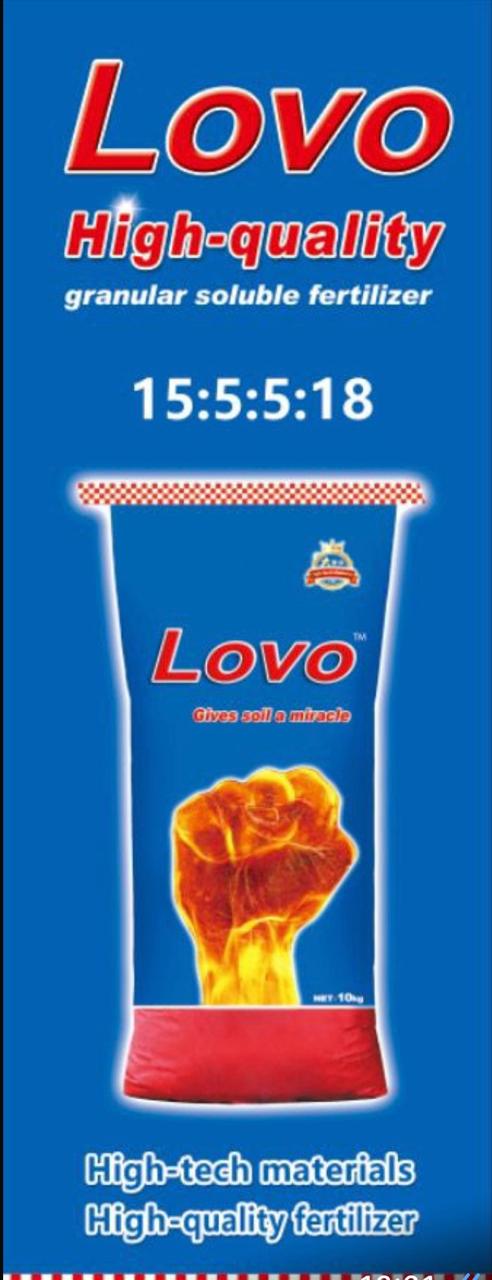 Lovo
High-quality
granular soluble fertilizer
15:5:5:18
Lovo™
Gives soil a miracle
NET 10kg
High-tech materials
High-quality fertilizer